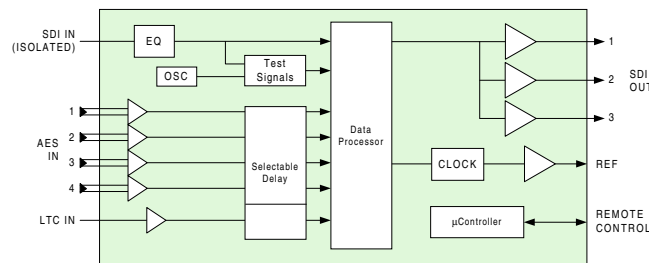 SDI IN
(ISOLATED)
EQ
OSC
Test
Signals
1
2
3
4
AES
IN
LTC IN
Selectable
Delay
Data
Processor
1
2
3
SDI
OUT
CLOCK
REF
µController
REMOTE
CONTROL